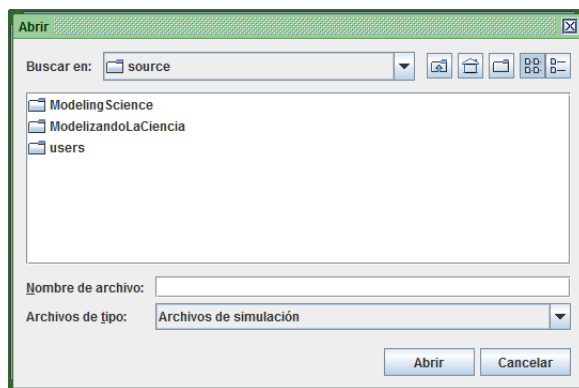 Abrir
Buscar en: source
ModelingScience
ModelizandoLaCiencia
users
Nombre de archivo:
Archivos de tipo: Archivos de simulación
Abrir Cancelar